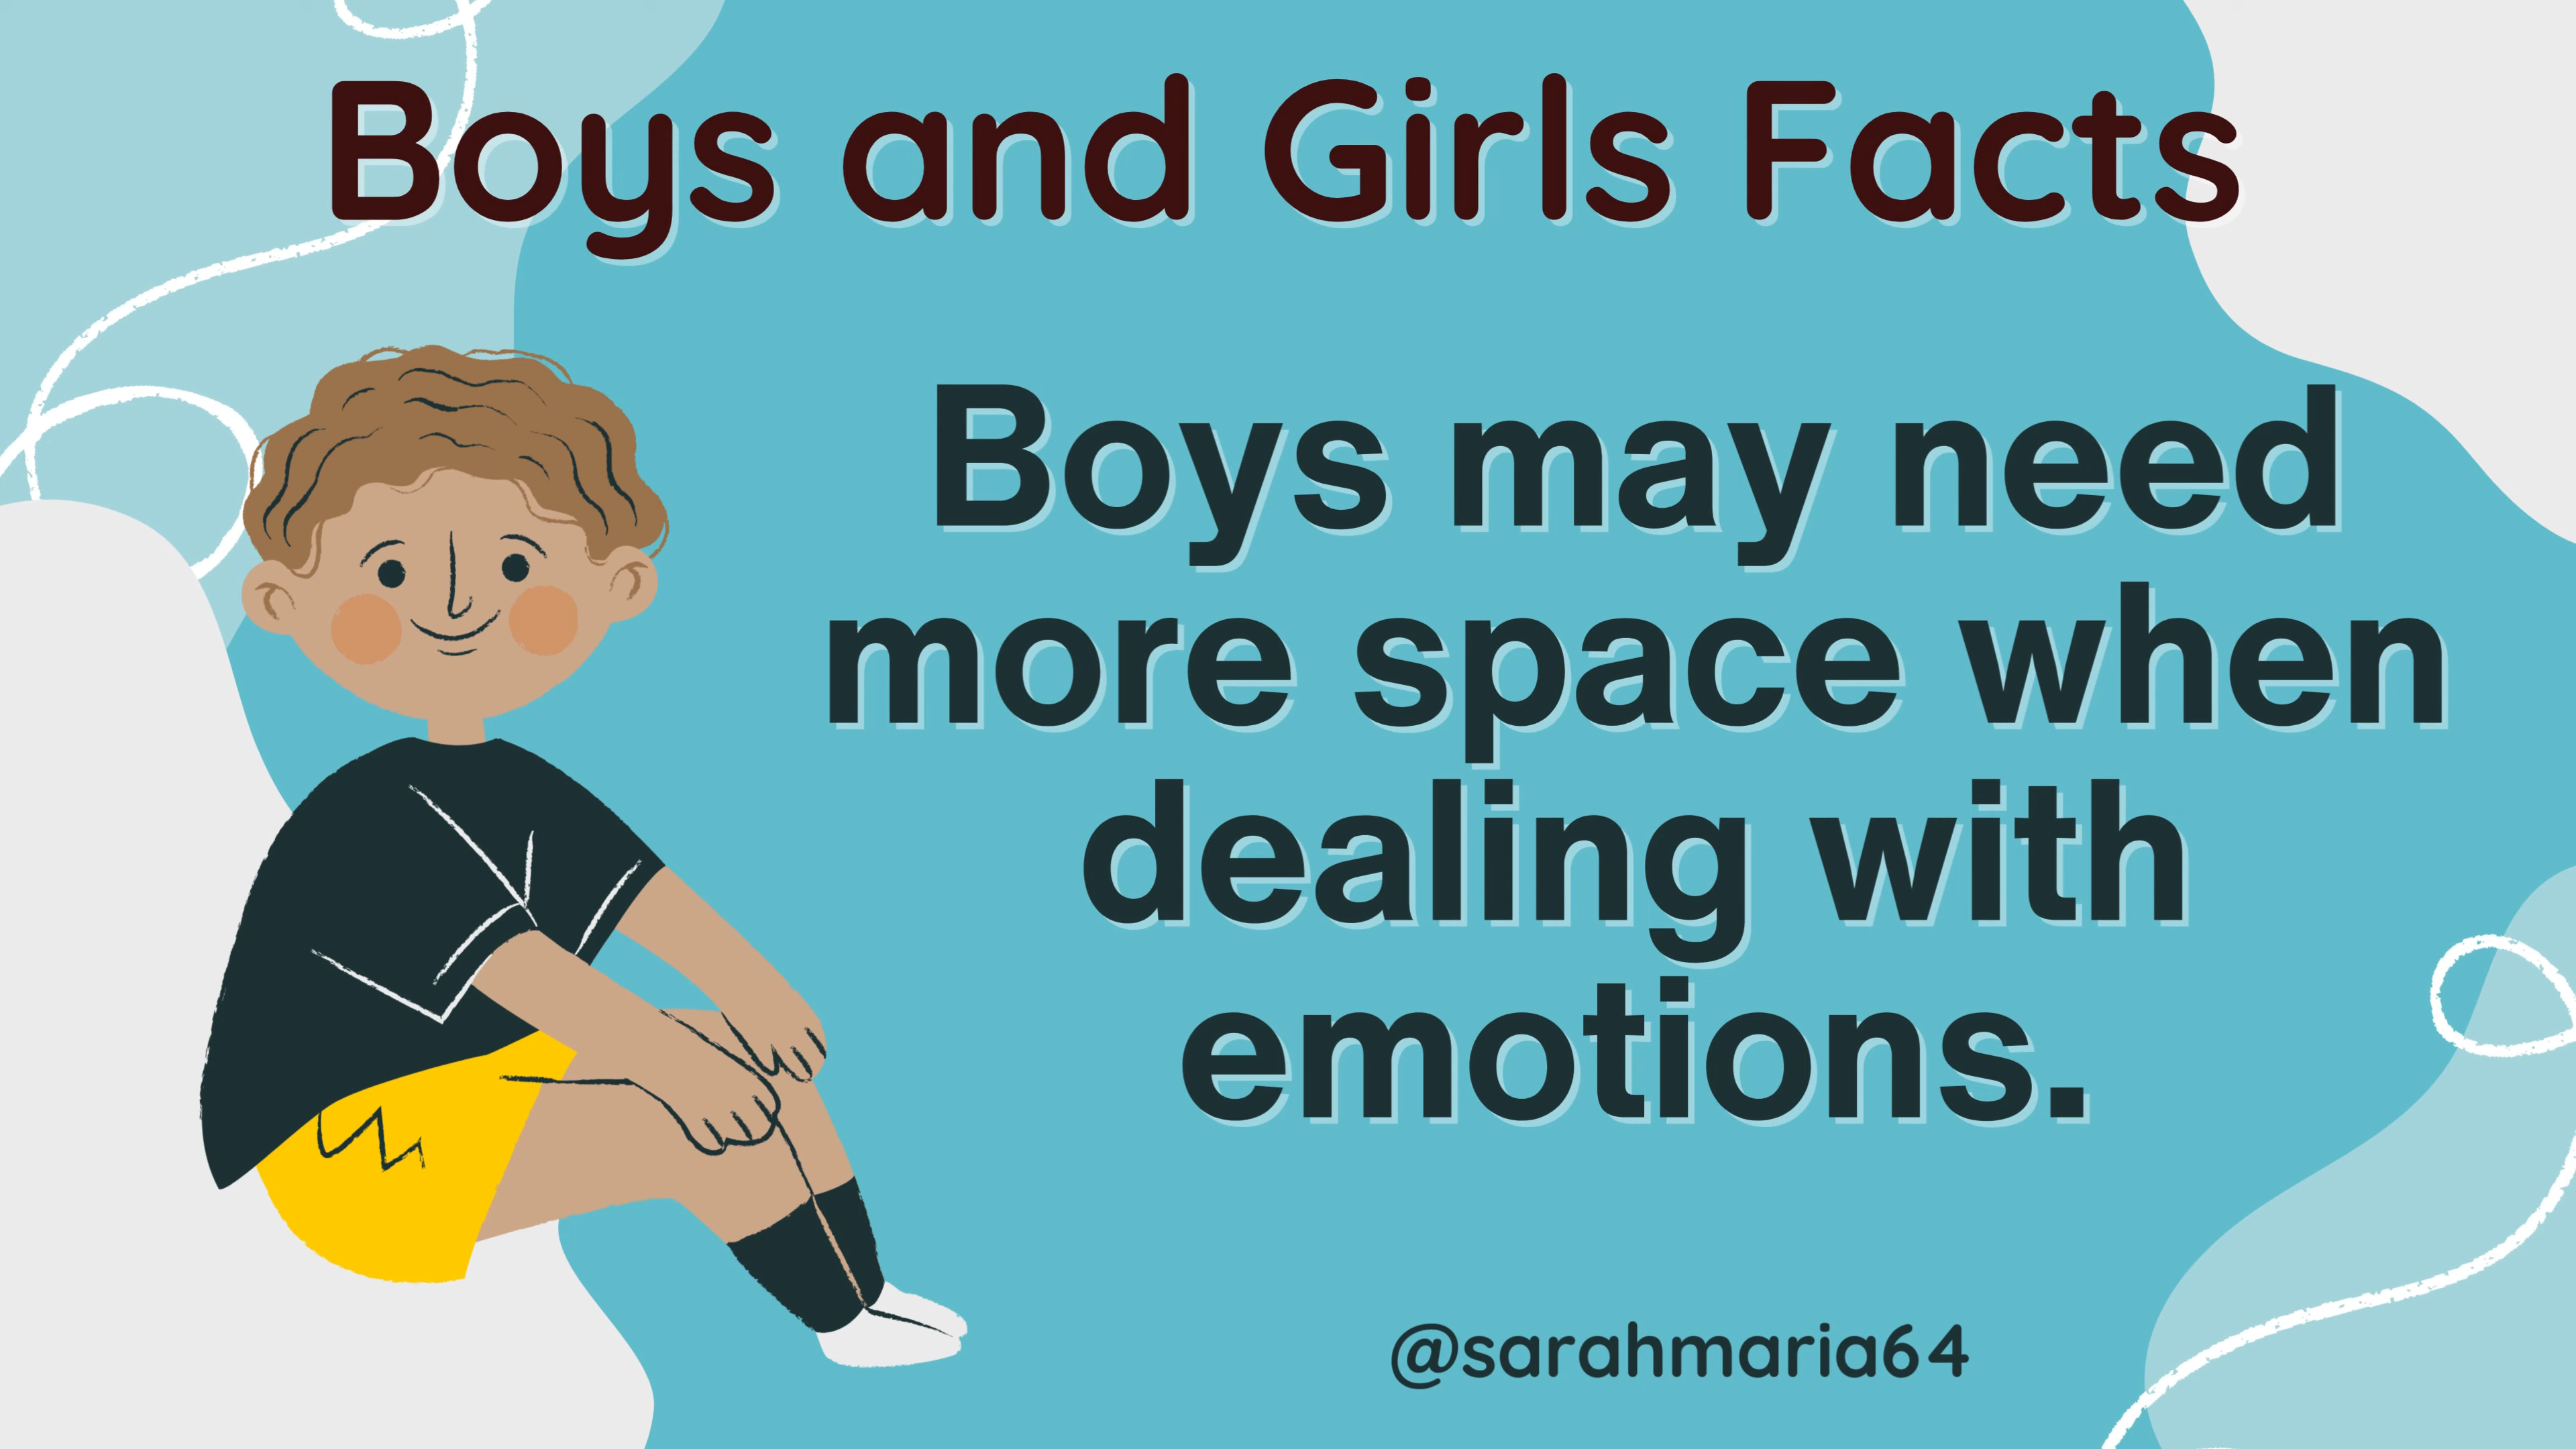 Boys and Girls Facts
Boys may need
more space when
dealing with
emotions.
@sarahmaria64